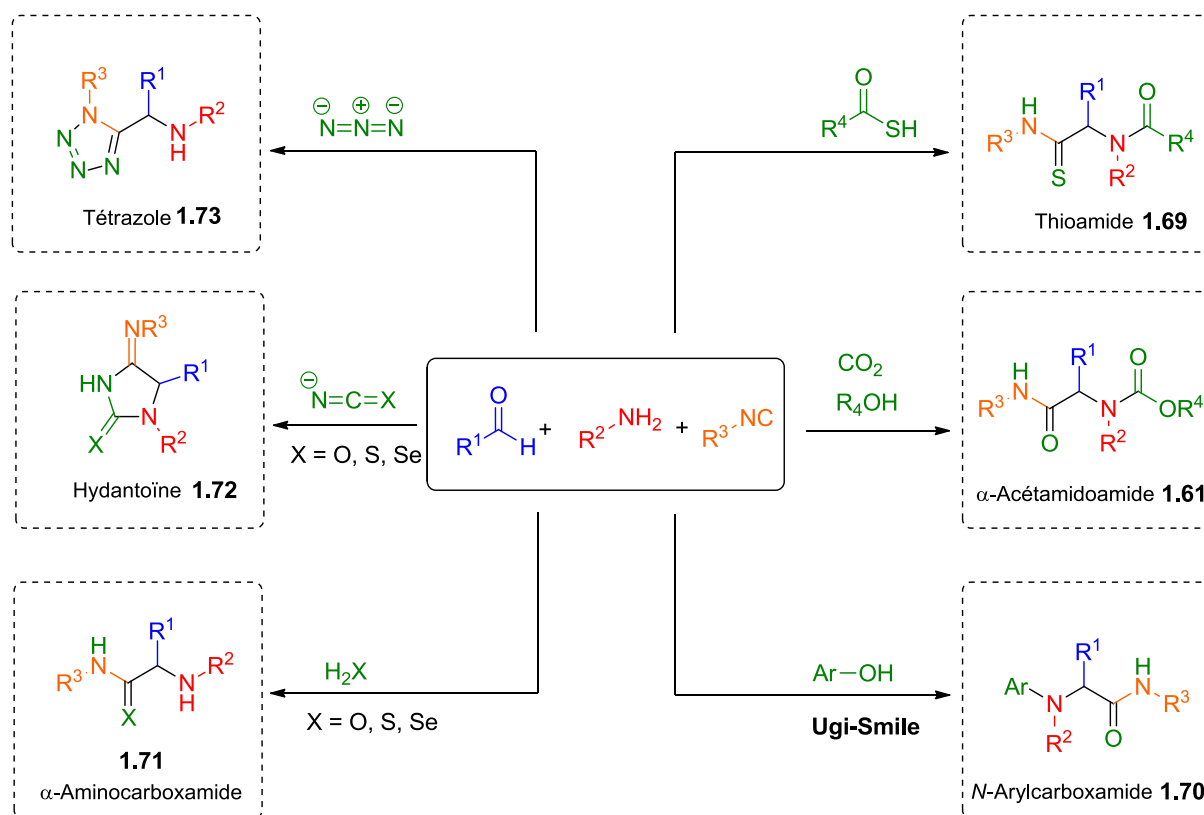 R³
R¹
N
R²
N
N
N
N
H
Tétrazole 1.73
⊖ ⊕ ⊖
N=N=N
O
R⁴
SH
H
N
R³
R¹
S
N
R²
O
R⁴
Thioamide 1.69
NR³
HN
R¹
N
X
R²
Hydantoïne 1.72
⊖
N=C=X
X = O, S, Se
O
R¹
H
+
R²
NH₂
+
R³
NC
CO₂
R₄OH
H
N
R³
R¹
O
N
R²
O
OR⁴
α-Acétamidoamide 1.61
H
N
R³
R¹
R²
N
H
X
1.71
α-Aminocarboxamide
H₂X
X = O, S, Se
Ar-OH
Ugi-Smile
R¹
Ar
N
R²
O
H
N
R³
N-Arylcarboxamide 1.70